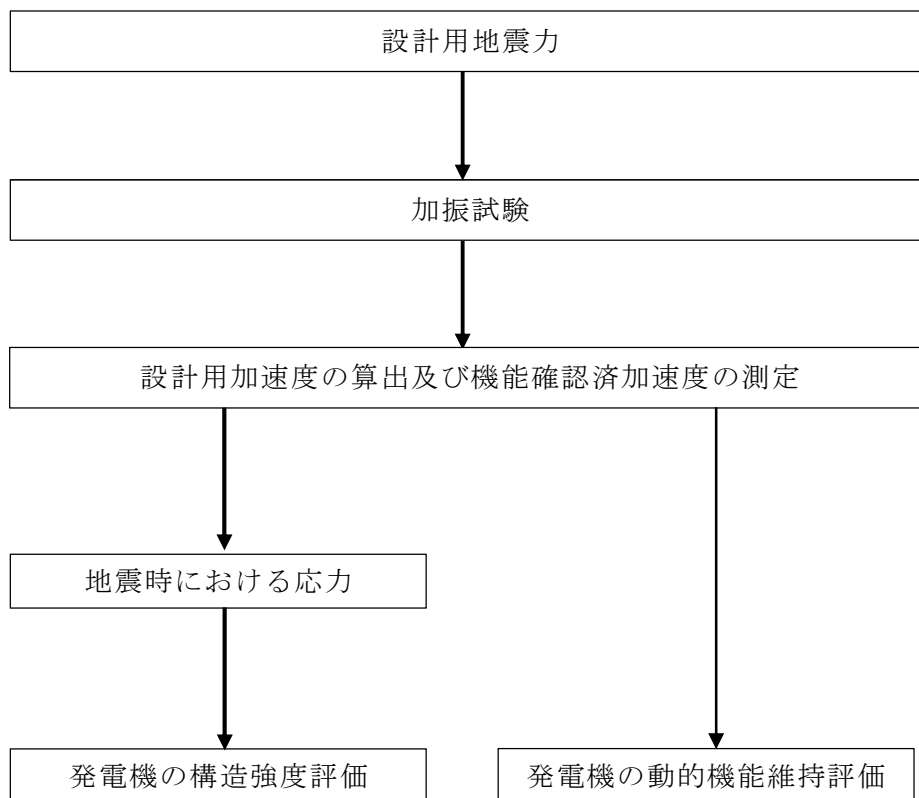 設計用地震力
加振試験
設計用加速度の算出及び機能確認済加速度の測定
地震時における応力
発電機の構造強度評価
発電機の動的機能維持評価